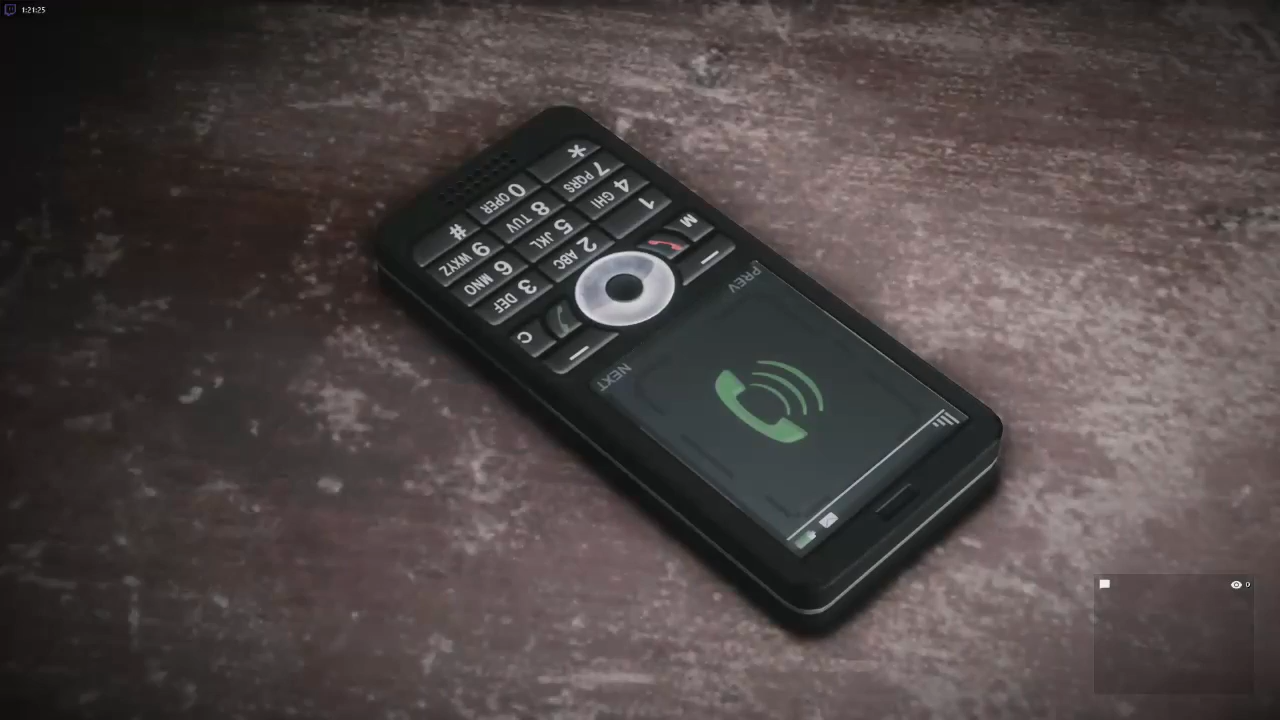 1:21:25
*
7 PQRS
4 GHI
1
M
0 OPER
8 TUV
5 JKL
2 ABC
#
9 WXYZ
6 MNO
3 DEF
C
PREV
NEXT
0